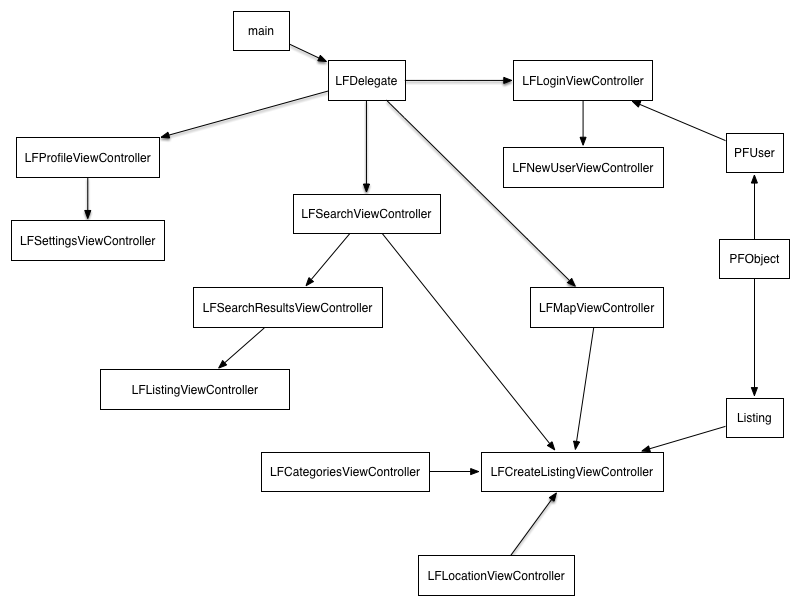 main
LFDelegate
LFLoginViewController
PFUser
LFProfileViewController
LFNewUserViewController
LFSearchViewController
LFSettingsViewController
PFObject
LFSearchResultsViewController
LFMapViewController
LFListingViewController
Listing
LFCategoriesViewController
LFCreateListingViewController
LFLocationViewController